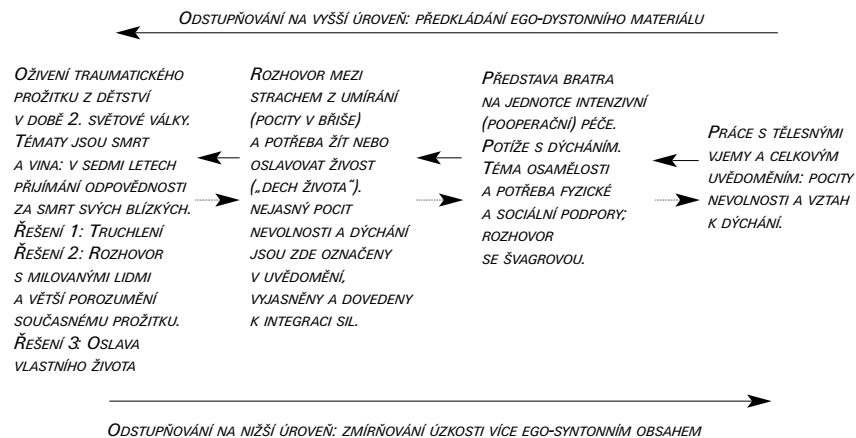 ODSTUPŇOVÁNÍ NA VYŠŠÍ ÚROVEŇ: PŘEDKLÁDÁNÍ EGO-DYSTONNÍHO MATERIÁLU
OŽIVENÍ TRAUMATICKÉHO
PROŽITKU Z DĚTSTVÍ
V DOBĚ 2. SVĚTOVÉ VÁLKY.
TÉMATY JSOU SMRT
A VINA: V SEDMI LETECH
PŘIJÍMÁNÍ ODPOVĚDNOSTI
ZA SMRT SVÝCH BLÍZKÝCH.
ŘEŠENÍ 1: TRUCHLENÍ
ŘEŠENÍ 2: ROZHOVOR
S MILOVANÝMI LIDMI
A VĚTŠÍ POROZUMĚNÍ
SOUČASNÉMU PROŽITKU.
ŘEŠENÍ 3: OSLAVA
VLASTNÍHO ŽIVOTA
ROZHOVOR MEZI
STRACHEM Z UMÍRÁNÍ
(POCITY V BŘIŠE)
A POTŘEBA ŽÍT NEBO
OSLAVOVAT ŽIVOST
(„DECH ŽIVOTA“).
NEJASNÝ POCIT
NEVOLNOSTI A DÝCHÁNÍ
JSOU ZDE OZNAČENY
V UVĚDOMĚNÍ,
VYJASNĚNY A DOVEDENY
K INTEGRACI SIL.
PŘEDSTAVA BRATRA
NA JEDNOTCE INTENZIVNÍ
(POOPERAČNÍ) PÉČE.
POTÍŽE S DÝCHÁNÍM.
TÉMA OSAMĚLOSTI
A POTŘEBA FYZICKÉ
A SOCIÁLNÍ PODPORY;
ROZHOVOR
SE ŠVAGROVOU.
PRÁCE S TĚLESNÝMI
VJEMY A CELKOVÝM
UVĚDOMĚNÍM: POCITY
NEVOLNOSTI A VZTAH
K DÝCHÁNÍ.
ODSTUPŇOVÁNÍ NA NIŽŠÍ ÚROVEŇ: ZMÍRŇOVÁNÍ ÚZKOSTI VÍCE EGO-SYNTONNÍM OBSAHEM